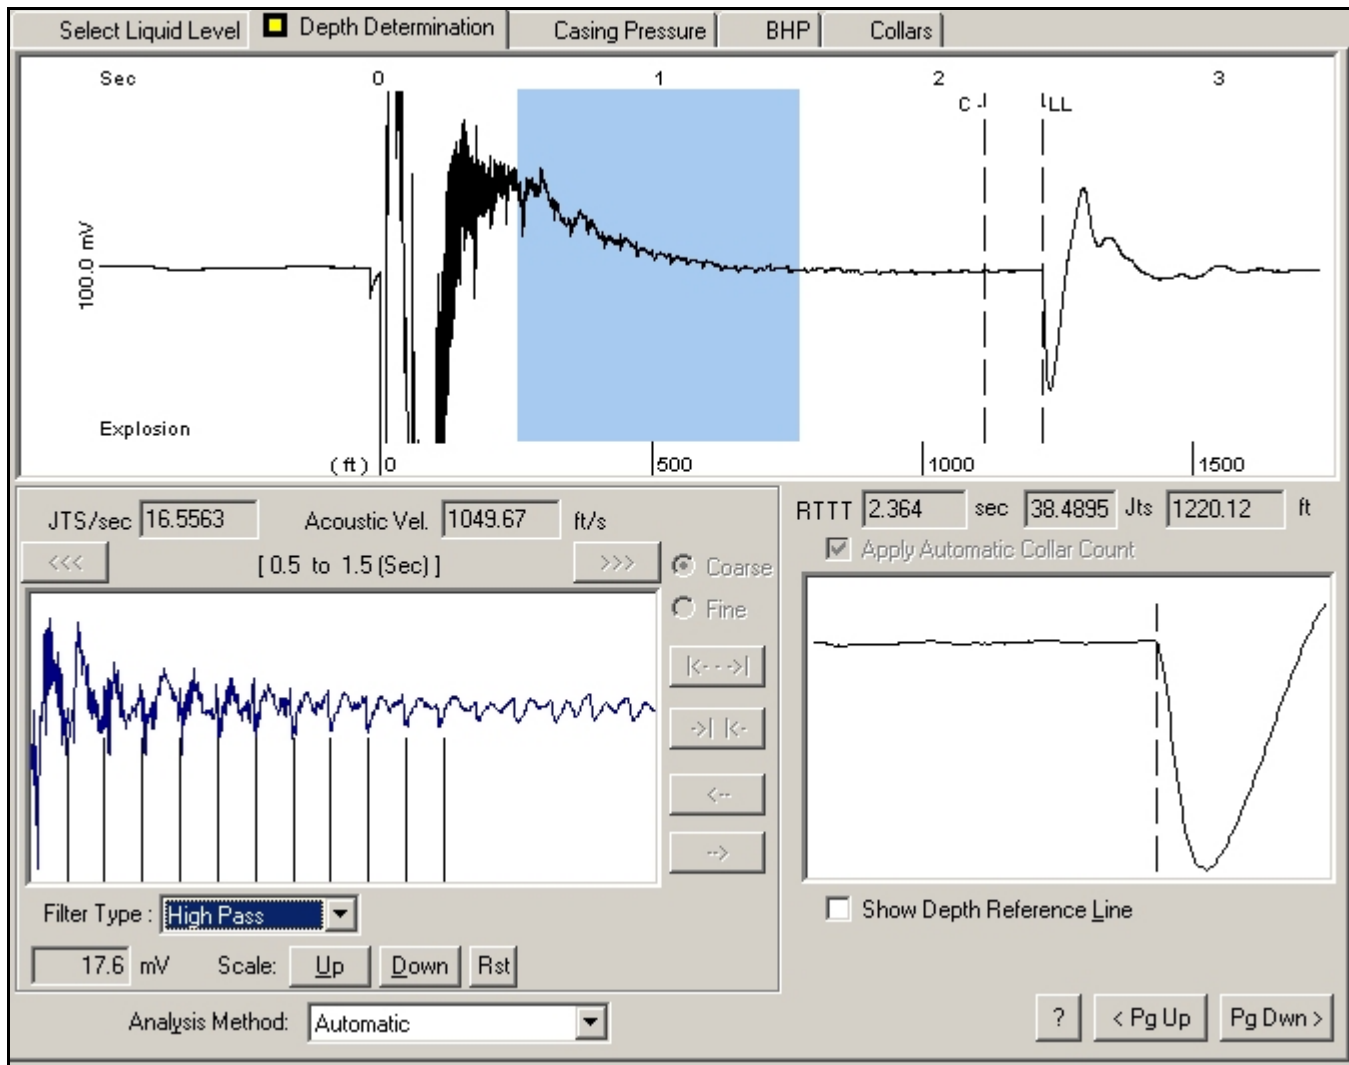 Select Liquid Level Depth Determination Casing Pressure BHP Collars
Sec 0 1 2 3
C LL
100.0 mV
Explosion
(ft) 0 500 1000 1500
JTS/sec 16.5563 Acoustic Vel. 1049.67 ft/s
RTTT 2.364 sec 38.4895 Jts 1220.12 ft
<<< [ 0.5 to 1.5 (Sec) ] >>>
Apply Automatic Collar Count
Coarse
Fine
|<--->|
->| |<-
<--
-->
Filter Type : High Pass
Show Depth Reference Line
17.6 mV Scale: Up Down Rst
Analysis Method: Automatic
? < Pg Up Pg Dwn >